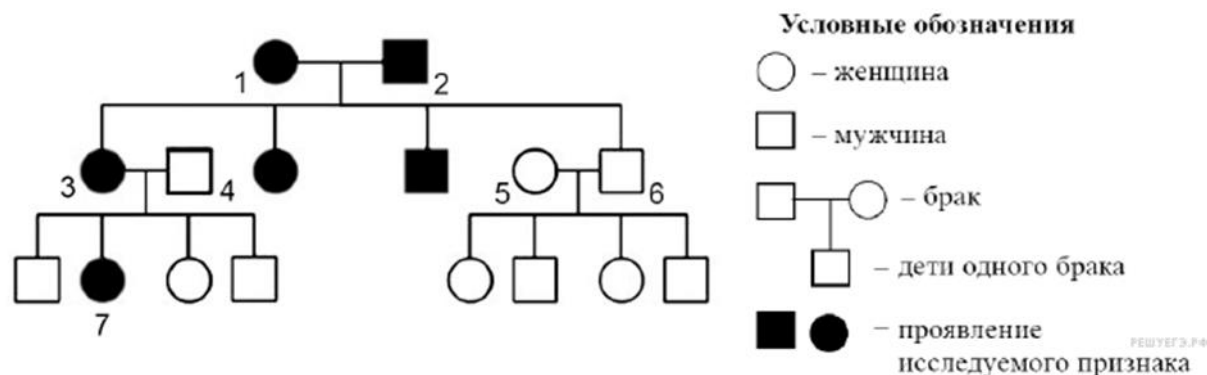 Условные обозначения
– женщина
– мужчина
– брак
– дети одного брака
– проявление
исследуемого признака
1
2
3
4
5
6
7
РЕШУЕГЭ.РФ